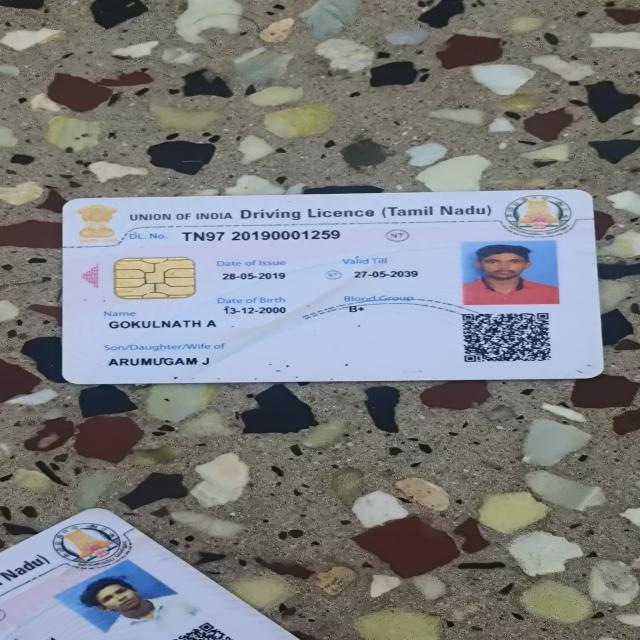 UNION OF INDIA Driving Licence (Tamil Nadu)
DL. No. TN97 20190001259 NT
Date of Issue Valid Till
28-05-2019 NT 27-05-2039
Date of Birth Blood Group
13-12-2000 B+
Name
GOKULNATH A
Son/Daughter/Wife of
ARUMUGAM J
Nadu)